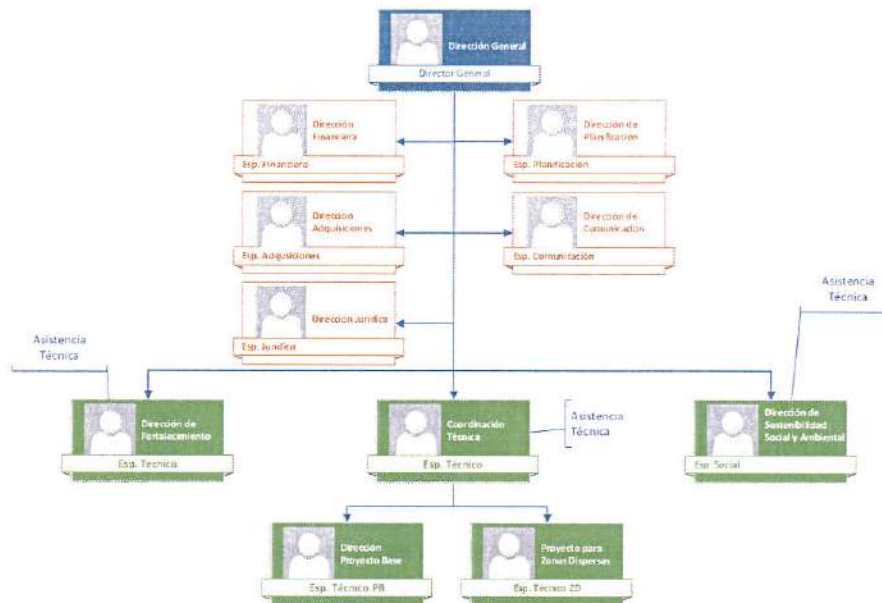 Dirección General
Director General
Dirección
Financiera
Esp. Financiero
Dirección de
Planificación
Esp. Planificación
Dirección
Adquisiciones
Esp. Adquisiciones
Dirección de
Comunicación
Esp. Comunicación
Dirección Jurídica
Esp. Jurídico
Asistencia
Técnica
Asistencia
Técnica
Dirección de
Fortalecimiento
Esp. Técnico
Coordinación
Técnica
Esp. Técnico
Asistencia
Técnica
Dirección de
Sostenibilidad
Social y Ambiental
Esp. Social
Dirección
Proyecto Base
Esp. Técnico PB
Proyecto para
Zonas Dispersas
Esp. Técnico ZD